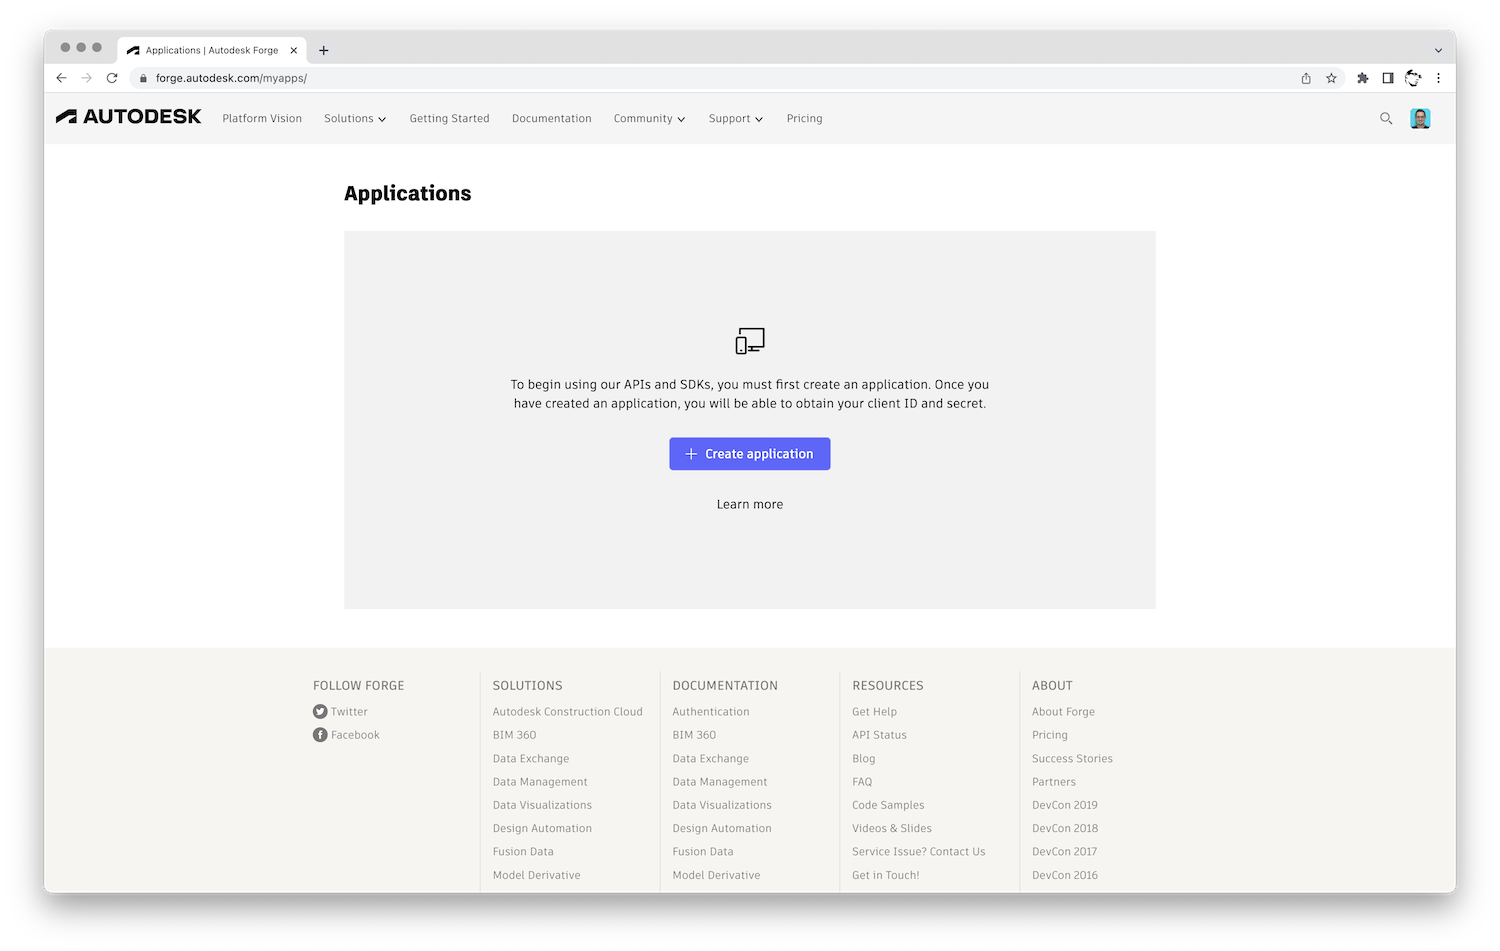 Applications | Autodesk Forge
forge.autodesk.com/myapps/
AUTODESK
Platform Vision
Solutions
Getting Started
Documentation
Community
Support
Pricing
Applications
To begin using our APIs and SDKs, you must first create an application. Once you
have created an application, you will be able to obtain your client ID and secret.
+ Create application
Learn more
FOLLOW FORGE
Twitter
Facebook
SOLUTIONS
Autodesk Construction Cloud
BIM 360
Data Exchange
Data Management
Data Visualizations
Design Automation
Fusion Data
Model Derivative
DOCUMENTATION
Authentication
BIM 360
Data Exchange
Data Management
Data Visualizations
Design Automation
Fusion Data
Model Derivative
RESOURCES
Get Help
API Status
Blog
FAQ
Code Samples
Videos & Slides
Service Issue? Contact Us
Get in Touch!
ABOUT
About Forge
Pricing
Success Stories
Partners
DevCon 2019
DevCon 2018
DevCon 2017
DevCon 2016